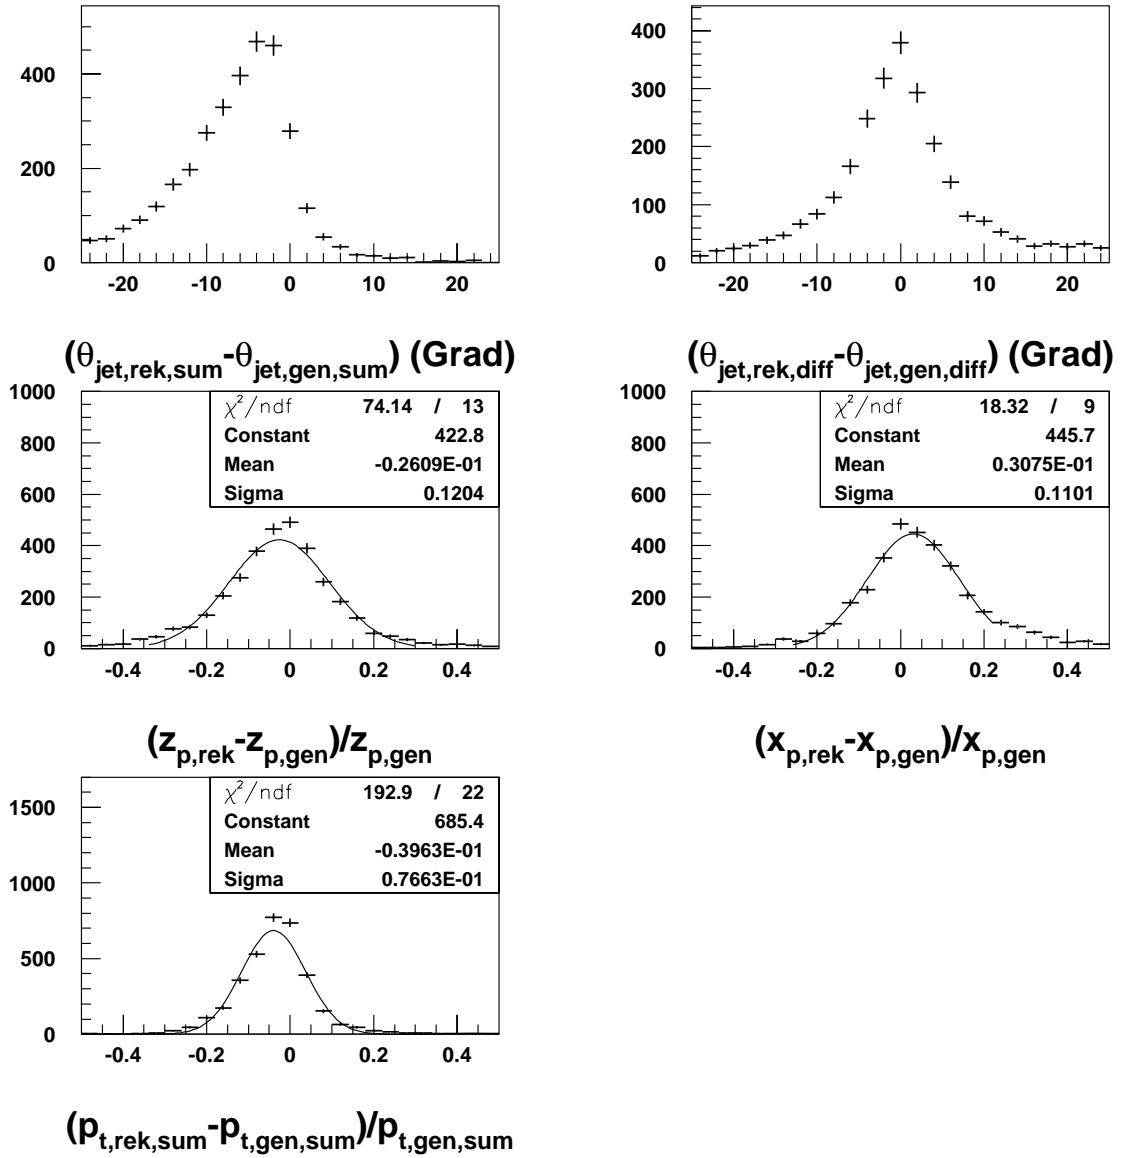 400
200
0
-20 -10 0 10 20
(θjet,rek,sum-θjet,gen,sum) (Grad)
400
300
200
100
0
-20 -10 0 10 20
(θjet,rek,diff-θjet,gen,diff) (Grad)
1000
800
600
400
200
0
χ²/ndf 74.14 / 13
Constant 422.8
Mean -0.2609E-01
Sigma 0.1204
-0.4 -0.2 0 0.2 0.4
(zp,rek-zp,gen)/zp,gen
1000
800
600
400
200
0
χ²/ndf 18.32 / 9
Constant 445.7
Mean 0.3075E-01
Sigma 0.1101
-0.4 -0.2 0 0.2 0.4
(xp,rek-xp,gen)/xp,gen
1500
1000
500
0
χ²/ndf 192.9 / 22
Constant 685.4
Mean -0.3963E-01
Sigma 0.7663E-01
-0.4 -0.2 0 0.2 0.4
(pt,rek,sum-pt,gen,sum)/pt,gen,sum